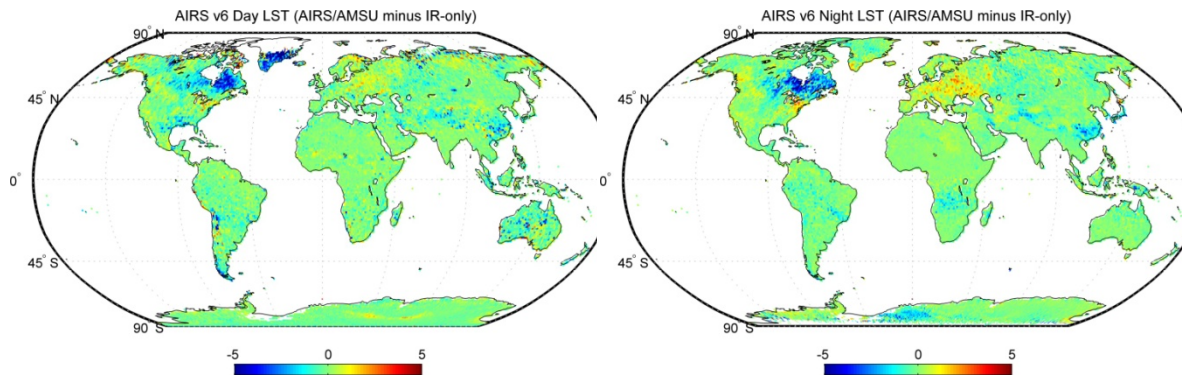 AIRS v6 Day LST (AIRS/AMSU minus IR-only)
90° N
45° N
0°
45° S
90° S
-5 0 5
AIRS v6 Night LST (AIRS/AMSU minus IR-only)
90° N
45° N
0°
45° S
90° S
-5 0 5